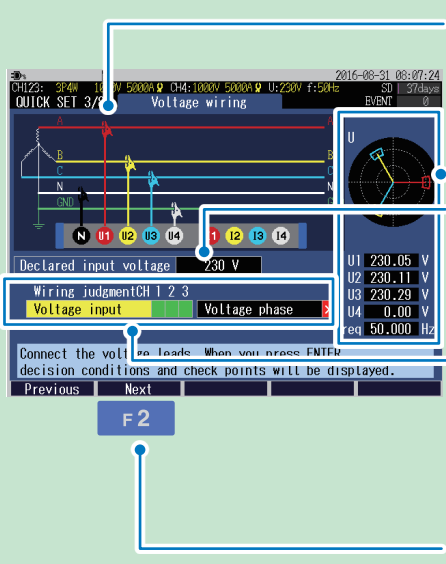 2016-08-31 08:07:24
CH123: 3P4W 1000V 5000A CH4:1000V 5000A U:230V f:50Hz SD 37days
QUICK SET 3/ Voltage wiring EVENT 0
A A
B B
C C
N N
GND
U
N U1 U2 U3 U4 1 I2 I3 I4
Declared input voltage 230 V
U1 230.05 V
U2 230.11 V
U3 230.29 V
U4 0.00 V
req 50.000 Hz
Wiring judgmentCH 1 2 3
Voltage input Voltage phase ×
Connect the voltage leads. When you press ENTER
decision conditions and check points will be displayed.
Previous Next
F 2